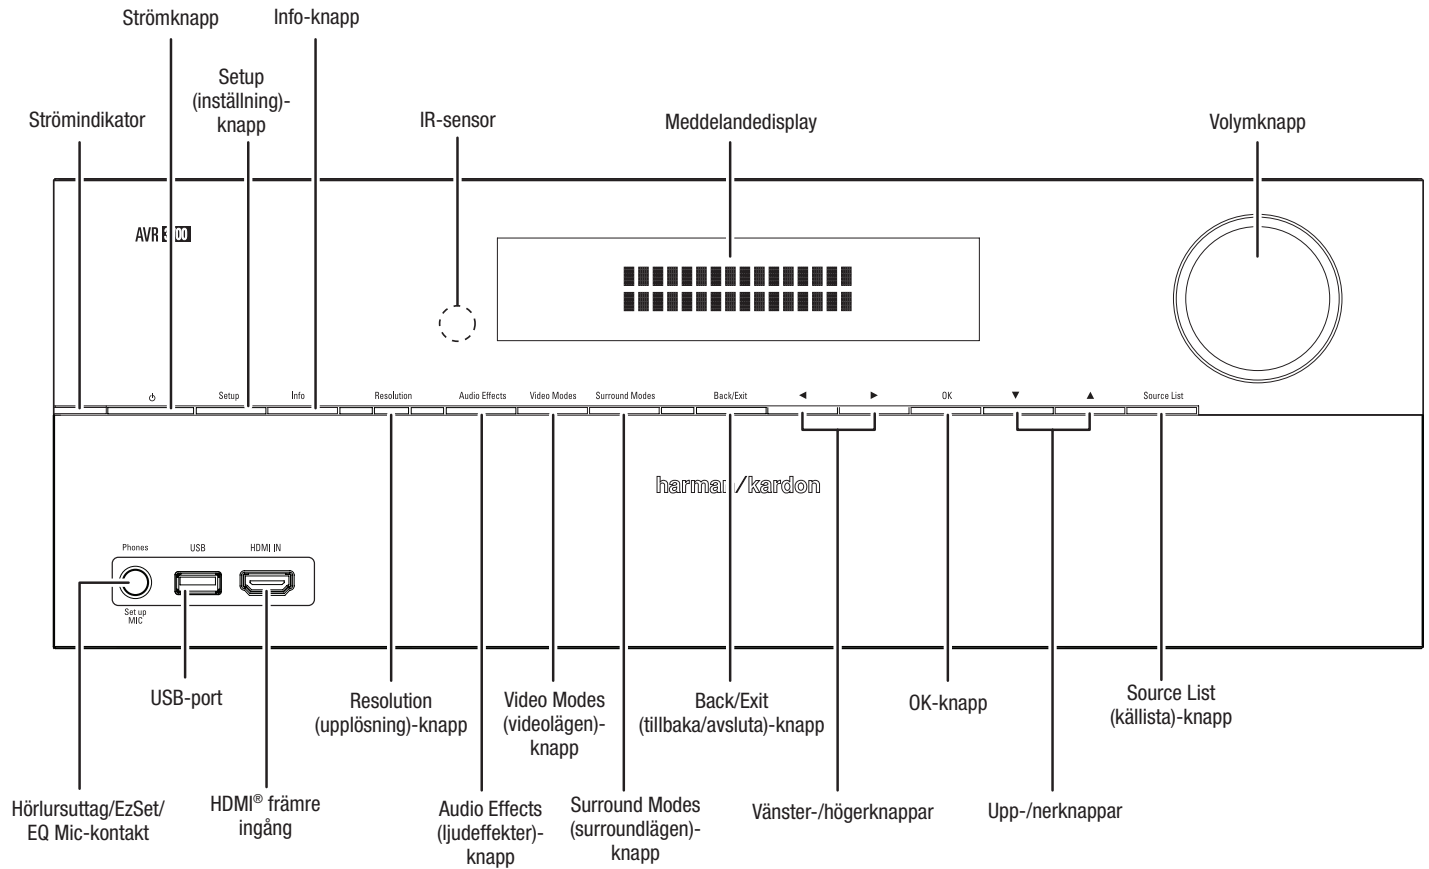 Strömknapp
Info-knapp
Setup
(inställning)-
knapp
Strömindikator
IR-sensor
Meddelandedisplay
Volymknapp
AVR
Setup
Info
Resolution
Audio Effects
Video Modes
Surround Modes
Back/Exit
OK
Source List
harman/kardon
Phones
USB
HDMI IN
Set up
MIC
USB-port
Resolution
(upplösning)-knapp
Video Modes
(videolägen)-
knapp
Back/Exit
(tillbaka/avsluta)-knapp
OK-knapp
Source List
(källista)-knapp
Hörlursuttag/EzSet/
EQ Mic-kontakt
HDMI® främre
ingång
Audio Effects
(ljudeffekter)-
knapp
Surround Modes
(surroundlägen)-
knapp
Vänster-/högerknappar
Upp-/nerknappar